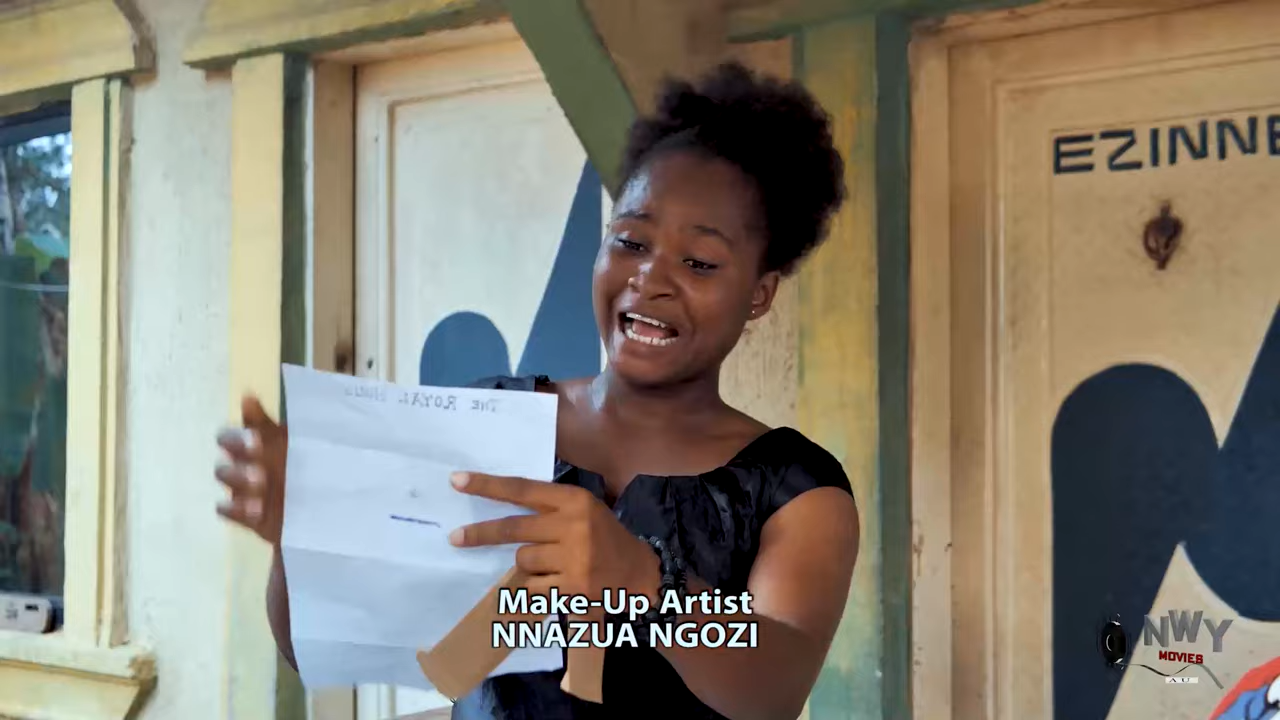 EZINNE
THE ROYAL
Make-Up Artist
NNAZUA NGOZI
NWY
MOVIES